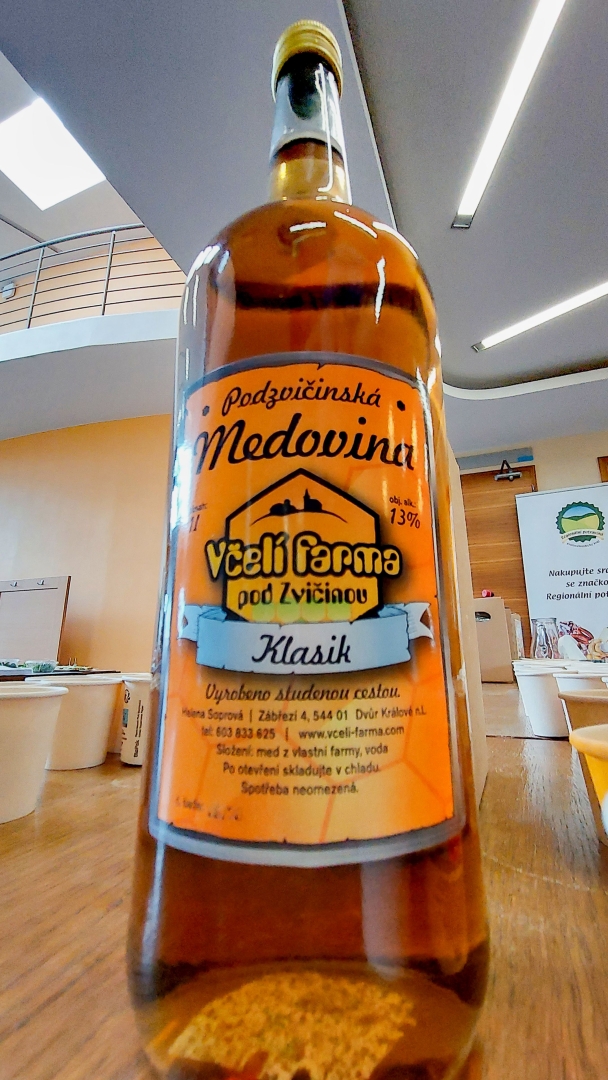 Podzvičinská
Medovina
1l
obj. alk.:
13%
Včelí farma
pod Zvičinou
Klasik
Vyrobeno studenou cestou.
Helena Soprová | Zábřezí 4, 544 01 Dvůr Králové n.L.
tel: 603 833 625 | www.vceli-farma.com
Složení: med z vlastní farmy, voda
Po otevření skladujte v chladu.
Spotřeba neomezená.
Nakupujte
se značko
Regionální